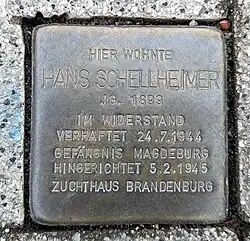 HIER WOHNTE
HANS SCHELLHEIMER
JG. 1899
IM WIDERSTAND
VERHAFTET 24.7.1944
GEFÄNGNIS MAGDEBURG
HINGERICHTET 5.2.1945
ZUCHTHAUS BRANDENBURG